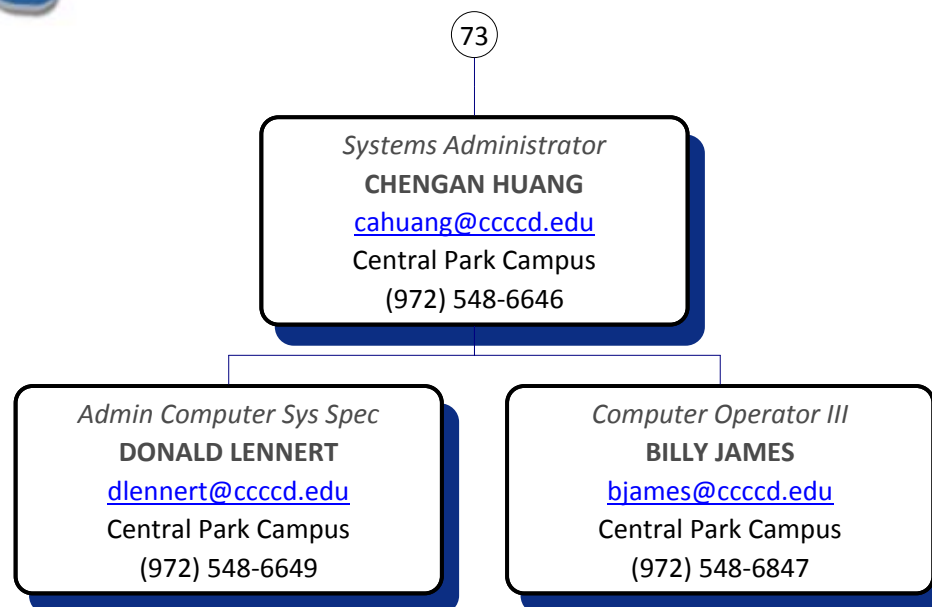 73
Systems Administrator
CHENGAN HUANG
cahuang@ccccd.edu
Central Park Campus
(972) 548-6646
Admin Computer Sys Spec
DONALD LENNERT
dlennert@ccccd.edu
Central Park Campus
(972) 548-6649
Computer Operator III
BILLY JAMES
bjames@ccccd.edu
Central Park Campus
(972) 548-6847